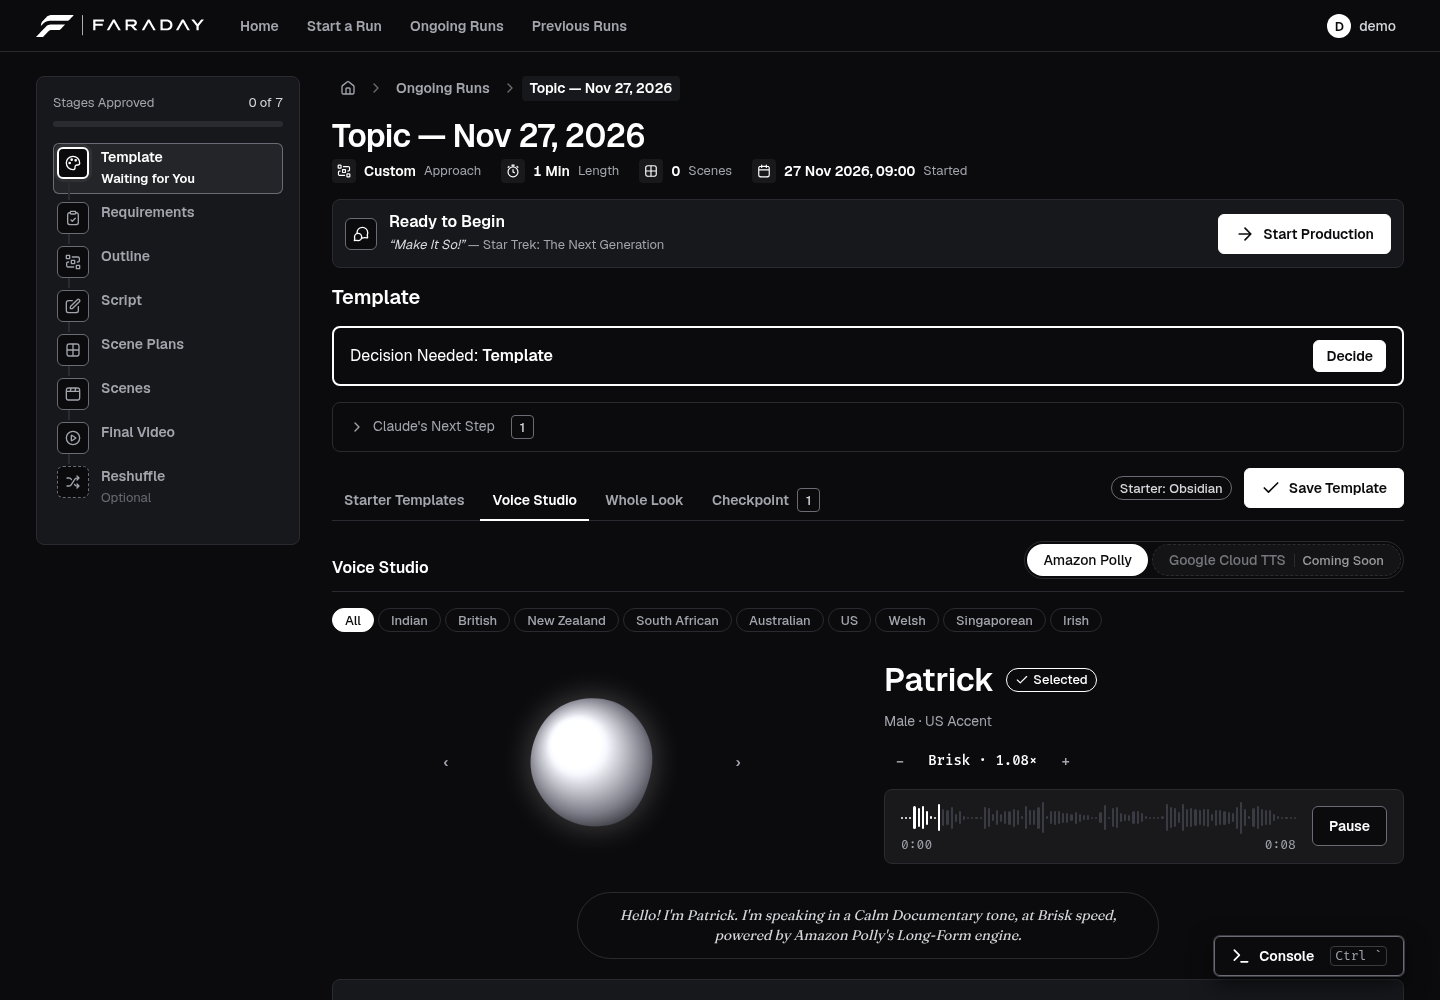 FARADAY
Home
Start a Run
Ongoing Runs
Previous Runs
D
demo
Stages Approved
0 of 7
Template
Waiting for You
Requirements
Outline
Script
Scene Plans
Scenes
Final Video
Reshuffle
Optional
Ongoing Runs
Topic — Nov 27, 2026
Topic — Nov 27, 2026
Custom Approach
1 Min Length
0 Scenes
27 Nov 2026, 09:00 Started
Ready to Begin
“Make It So!” — Star Trek: The Next Generation
Start Production
Template
Decision Needed: Template
Decide
Claude's Next Step 1
Starter Templates
Voice Studio
Whole Look
Checkpoint 1
Starter: Obsidian
Save Template
Voice Studio
Amazon Polly
Google Cloud TTS
Coming Soon
All
Indian
British
New Zealand
South African
Australian
US
Welsh
Singaporean
Irish
‹
›
Patrick
Selected
Male · US Accent
− Brisk · 1.08× +
0:00
0:08
Pause
Hello! I'm Patrick. I'm speaking in a Calm Documentary tone, at Brisk speed,
powered by Amazon Polly's Long-Form engine.
Console Ctrl `